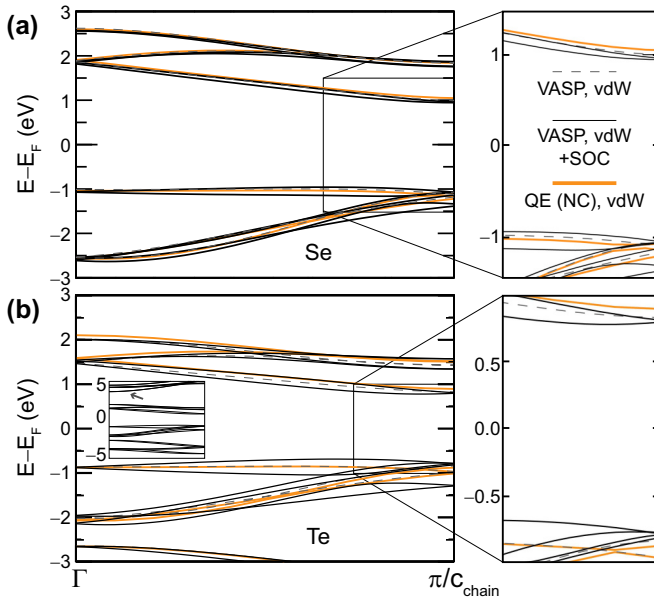 (a)
3
2
1
0
−1
−2
−3
E−E_F (eV)
Se
1
0
−1
VASP, vdW
VASP, vdW
+SOC
QE (NC), vdW
(b)
3
2
1
0
−1
−2
−3
E−E_F (eV)
5
0
−5
Te
Γ
π/c_chain
0.5
0.0
−0.5